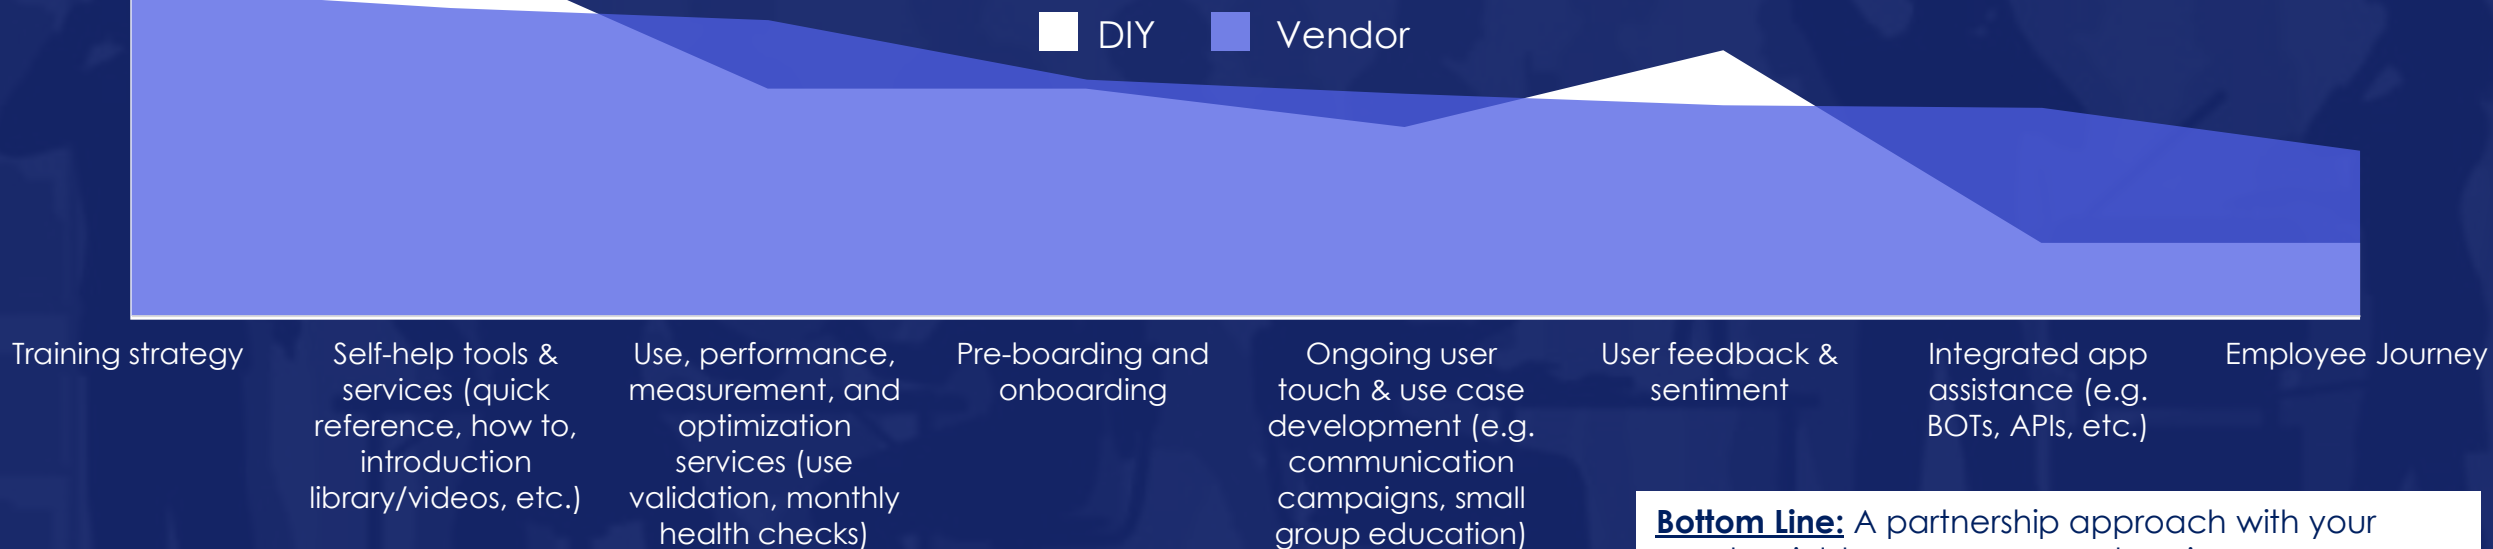 DIY
Vendor
Training strategy
Self-help tools &
services (quick
reference, how to,
introduction
library/videos, etc.)
Use, performance,
measurement, and
optimization
services (use
validation, monthly
health checks)
Pre-boarding and
onboarding
Ongoing user
touch & use case
development (e.g.
communication
campaigns, small
group education)
User feedback &
sentiment
Integrated app
assistance (e.g.
BOTs, APIs, etc.)
Employee Journey
Bottom Line: A partnership approach with your